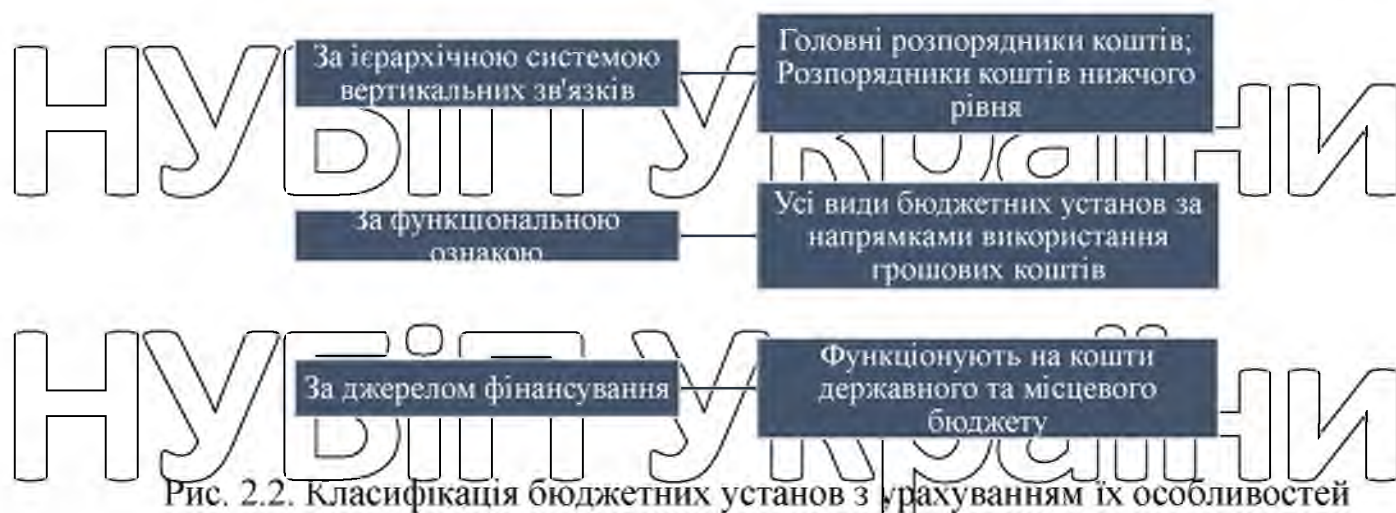 За ієрархічною системою
вертикальних зв'язків
Головні розпорядники коштів;
Розпорядники коштів нижчого
рівня
НУБіП України
За функціональною
ознакою
Усі види бюджетних установ за
напрямками використання
грошових коштів
За джерелом фінансування
Функціонують на кошти
державного та місцевого
бюджету
НУБіП України
Рис. 2.2. Класифікація бюджетних установ з урахуванням їх особливостей